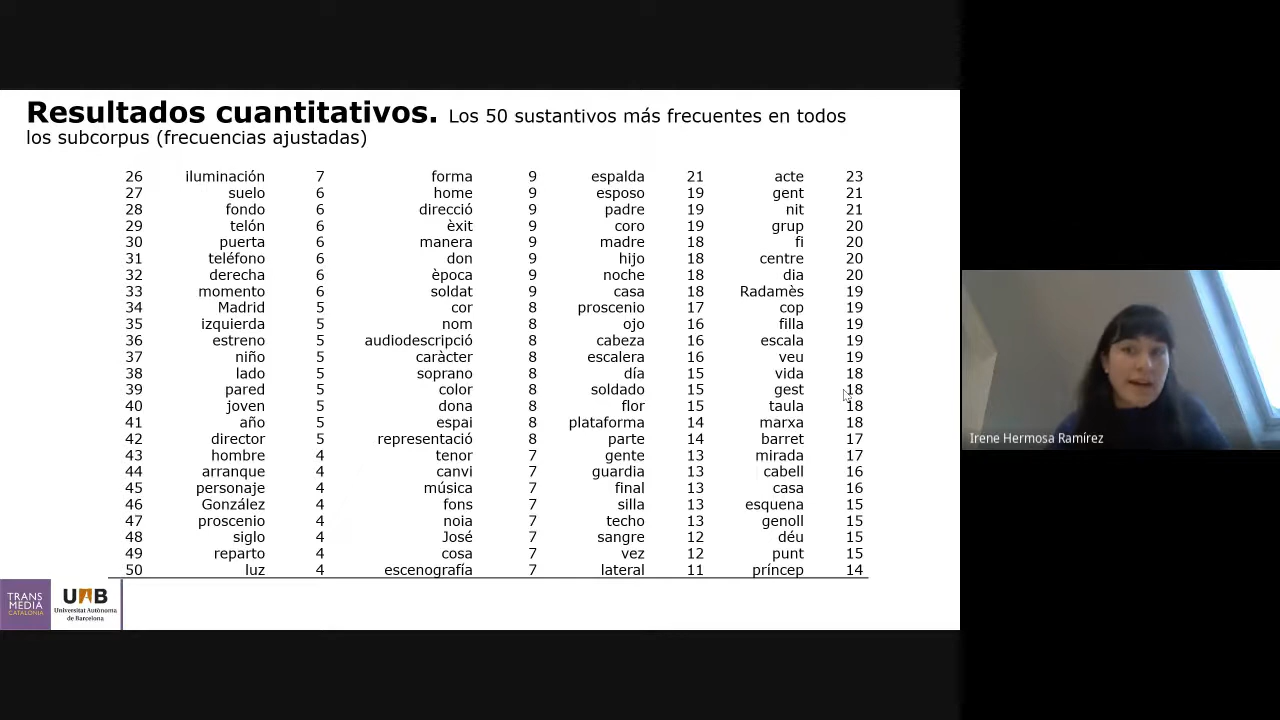 Resultados cuantitativos. Los 50 sustantivos más frecuentes en todos
los subcorpus (frecuencias ajustadas)
26 iluminación 7 forma 9 espalda 21 acte 23
27 suelo 6 home 9 esposo 19 gent 21
28 fondo 6 direcció 9 padre 19 nit 21
29 telón 6 èxit 9 coro 19 grup 20
30 puerta 6 manera 9 madre 18 fi 20
31 teléfono 6 don 9 hijo 18 centre 20
32 derecha 6 època 9 noche 18 dia 20
33 momento 6 soldat 9 casa 18 Radamès 19
34 Madrid 5 cor 8 proscenio 17 cop 19
35 izquierda 5 nom 8 ojo 16 filla 19
36 estreno 5 audiodescripció 8 cabeza 16 escala 19
37 niño 5 caràcter 8 escalera 16 veu 19
38 lado 5 soprano 8 día 15 vida 18
39 pared 5 color 8 soldado 15 gest 18
40 joven 5 dona 8 flor 15 taula 18
41 año 5 espai 8 plataforma 14 marxa 18
42 director 5 representació 8 parte 14 barret 17
43 hombre 4 tenor 7 gente 13 mirada 17
44 arranque 4 canvi 7 guardia 13 cabell 16
45 personaje 4 música 7 final 13 casa 16
46 González 4 fons 7 silla 13 esquena 15
47 proscenio 4 noia 7 techo 13 genoll 15
48 siglo 4 José 7 sangre 12 déu 15
49 reparto 4 cosa 7 vez 12 punt 15
50 luz 4 escenografía 7 lateral 11 príncep 14
TRANS
MEDIA
CATALONIA
UAB
Universitat Autònoma
de Barcelona
Irene Hermosa Ramírez